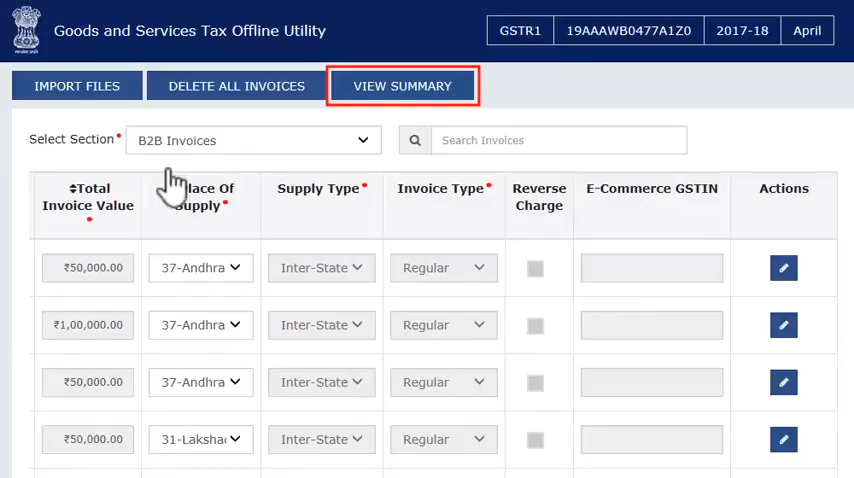 Goods and Services Tax Offline Utility
GSTR1 19AAAWB0477A1Z0 2017-18 April
IMPORT FILES DELETE ALL INVOICES VIEW SUMMARY
Select Section• B2B Invoices Search Invoices
Total Invoice Value • Place Of Supply• Supply Type• Invoice Type• Reverse Charge E-Commerce GSTIN Actions
₹50,000.00 37-Andhra Inter-State Regular
₹1,00,000.00 37-Andhra Inter-State Regular
₹50,000.00 37-Andhra Inter-State Regular
₹50,000.00 31-Lakshad Inter-State Regular